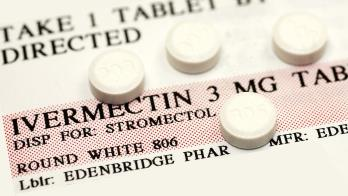 TAKE 1 TABLET BY
DIRECTED
IVERMECTIN 3 MG TAB
DISP FOR: STROMECTOL
ROUND WHITE 806
Lblr: EDENBRIDGE PHAR MFR: EDE